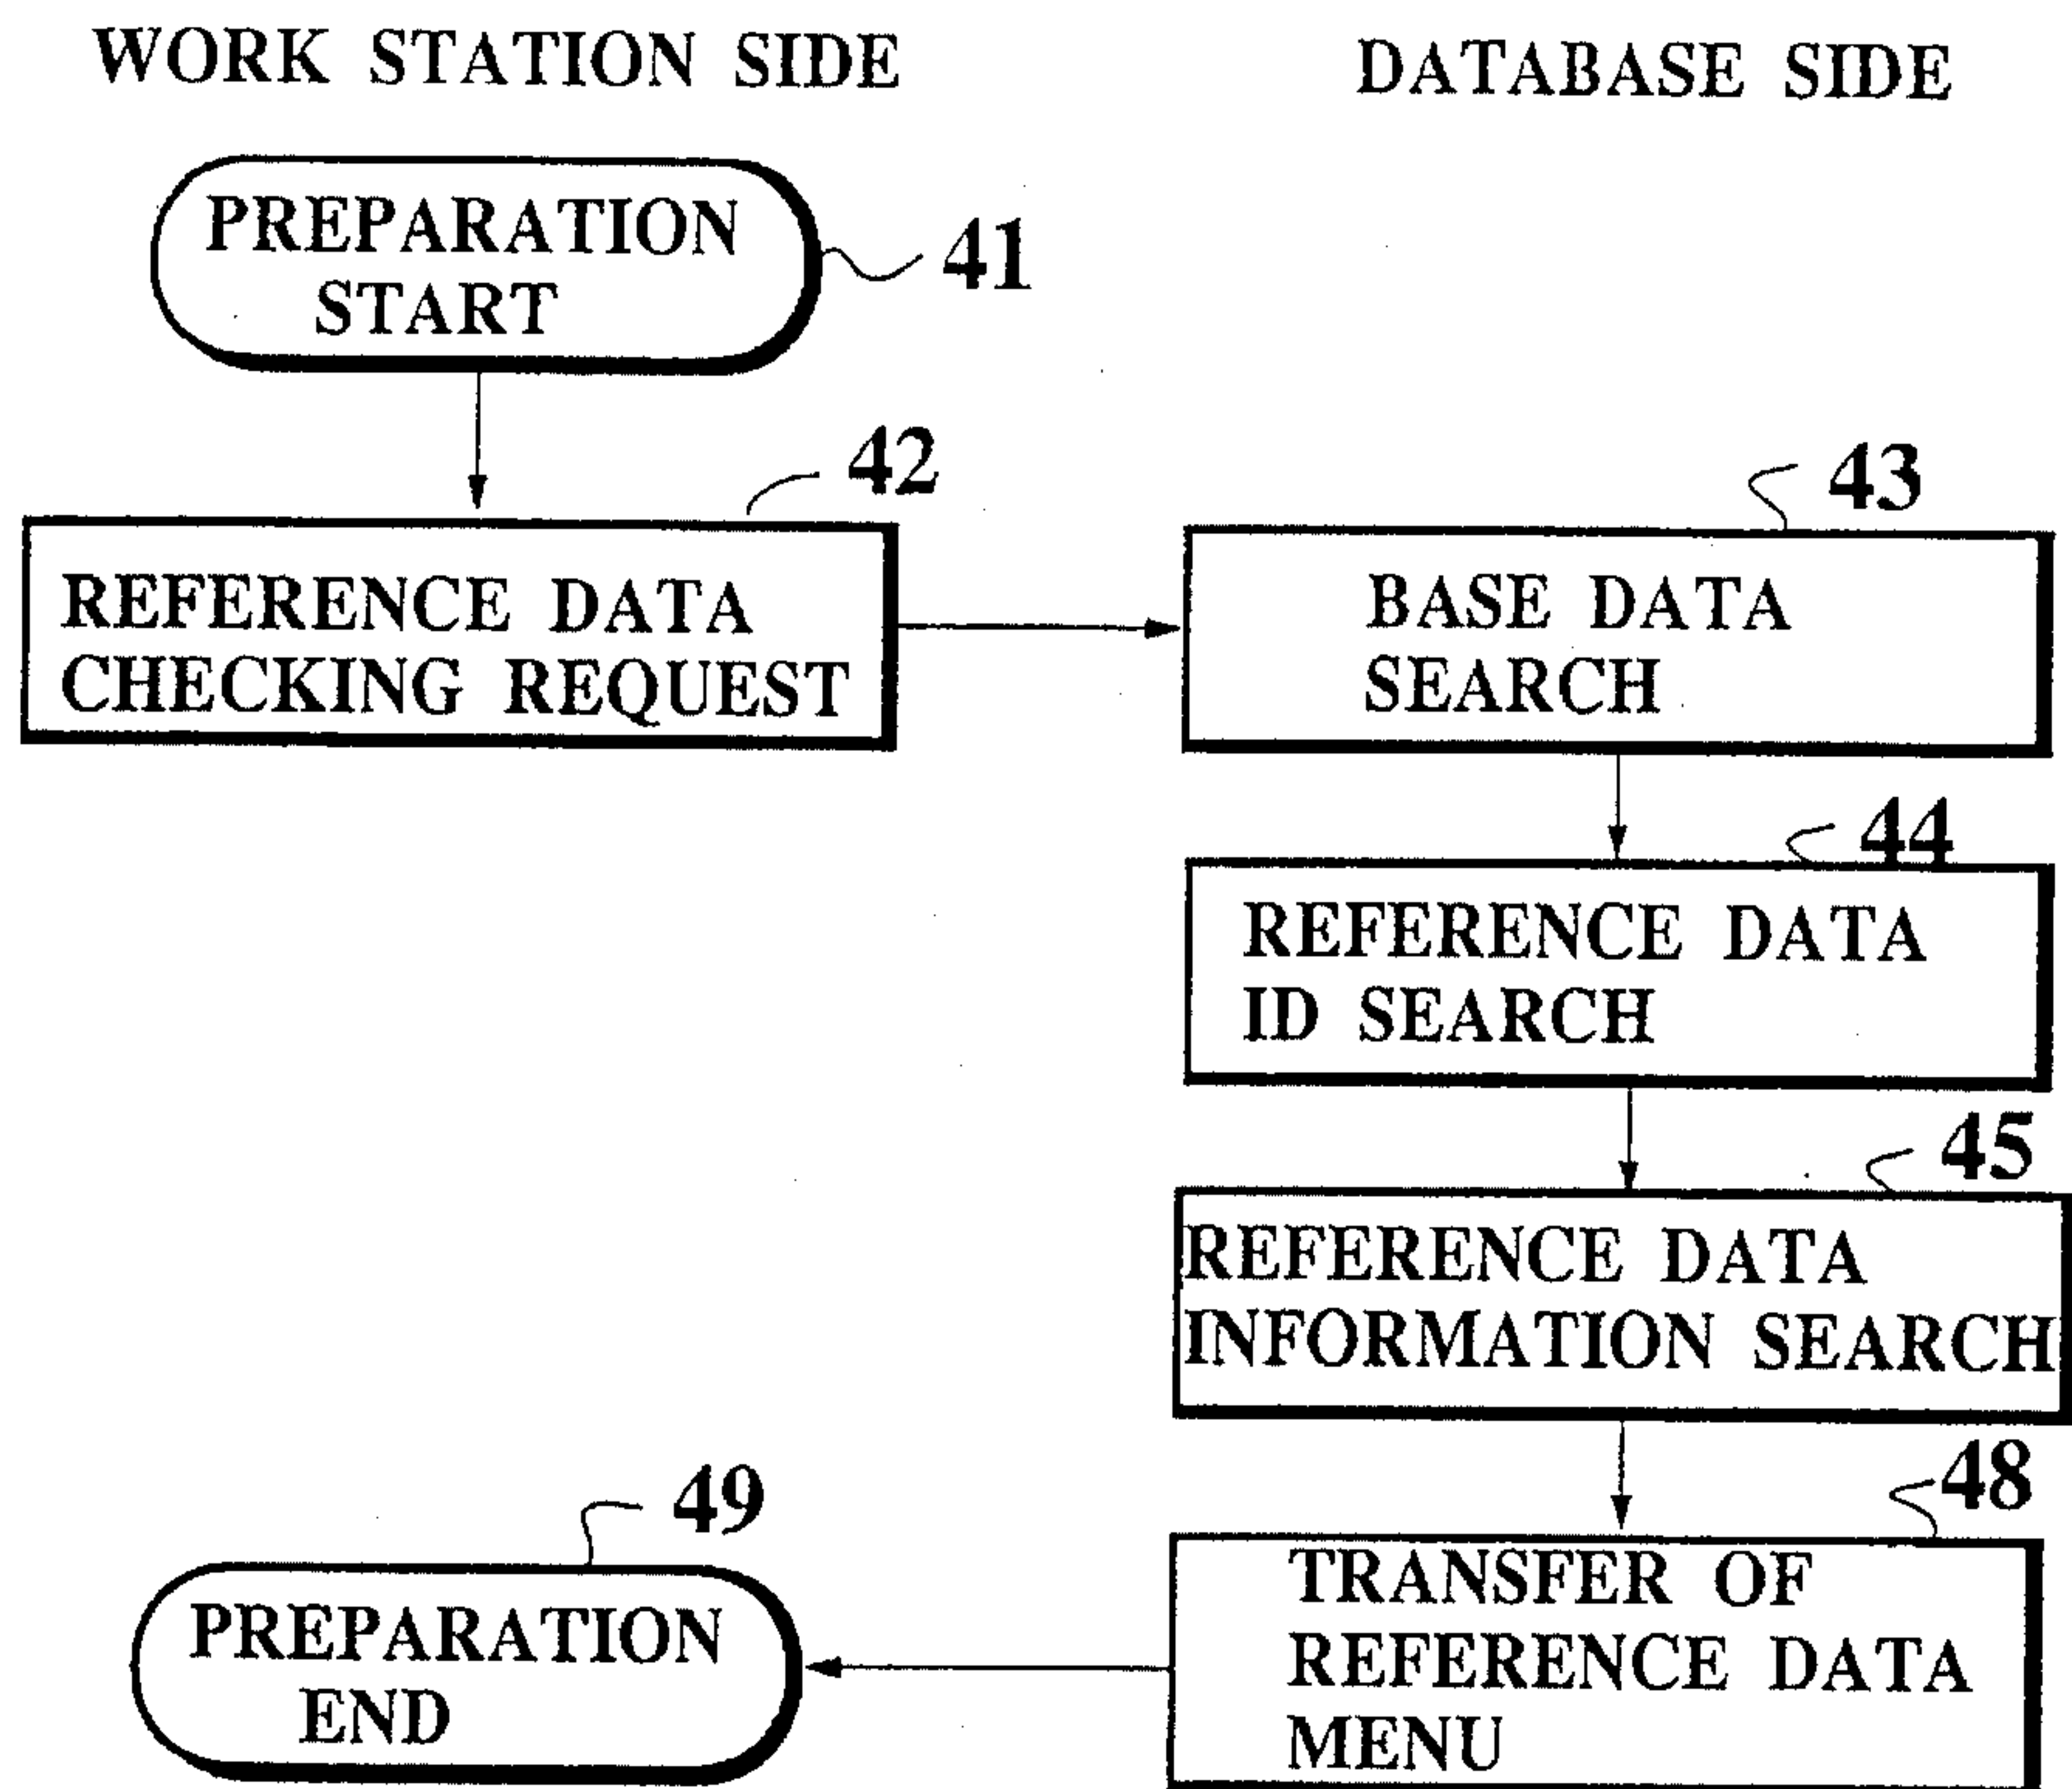 WORK STATION SIDE
DATABASE SIDE
PREPARATION
START
41
42
REFERENCE DATA
CHECKING REQUEST
43
BASE DATA
SEARCH
44
REFERENCE DATA
ID SEARCH
45
REFERENCE DATA
INFORMATION SEARCH
48
TRANSFER OF
REFERENCE DATA
MENU
49
PREPARATION
END